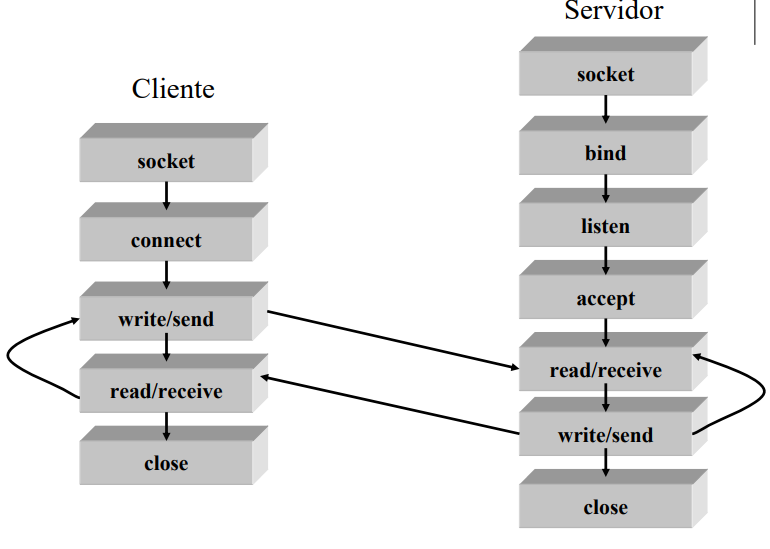 Cliente
socket
connect
write/send
read/receive
close
Servidor
socket
bind
listen
accept
read/receive
write/send
close